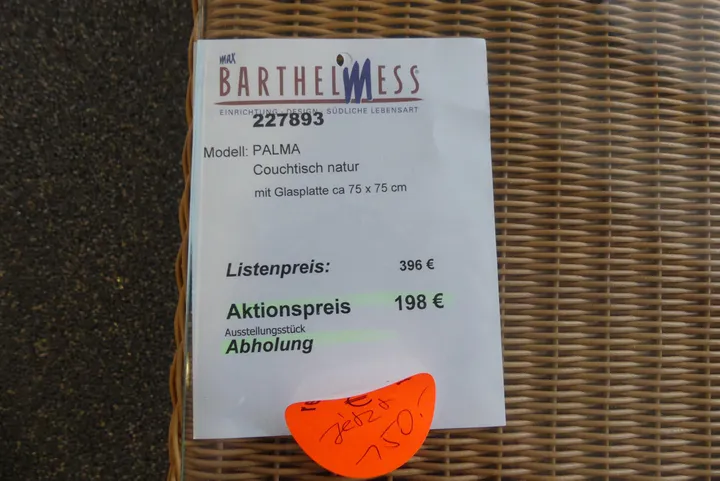 max
BARTHELMESS
EINRICHTUNG · DESIGN · SÜDLICHE LEBENSART
227893
Modell: PALMA
Couchtisch natur
mit Glasplatte ca 75 x 75 cm
Listenpreis: 396 €
Aktionspreis 198 €
Ausstellungsstück
Abholung
re €
jetzt
150.-